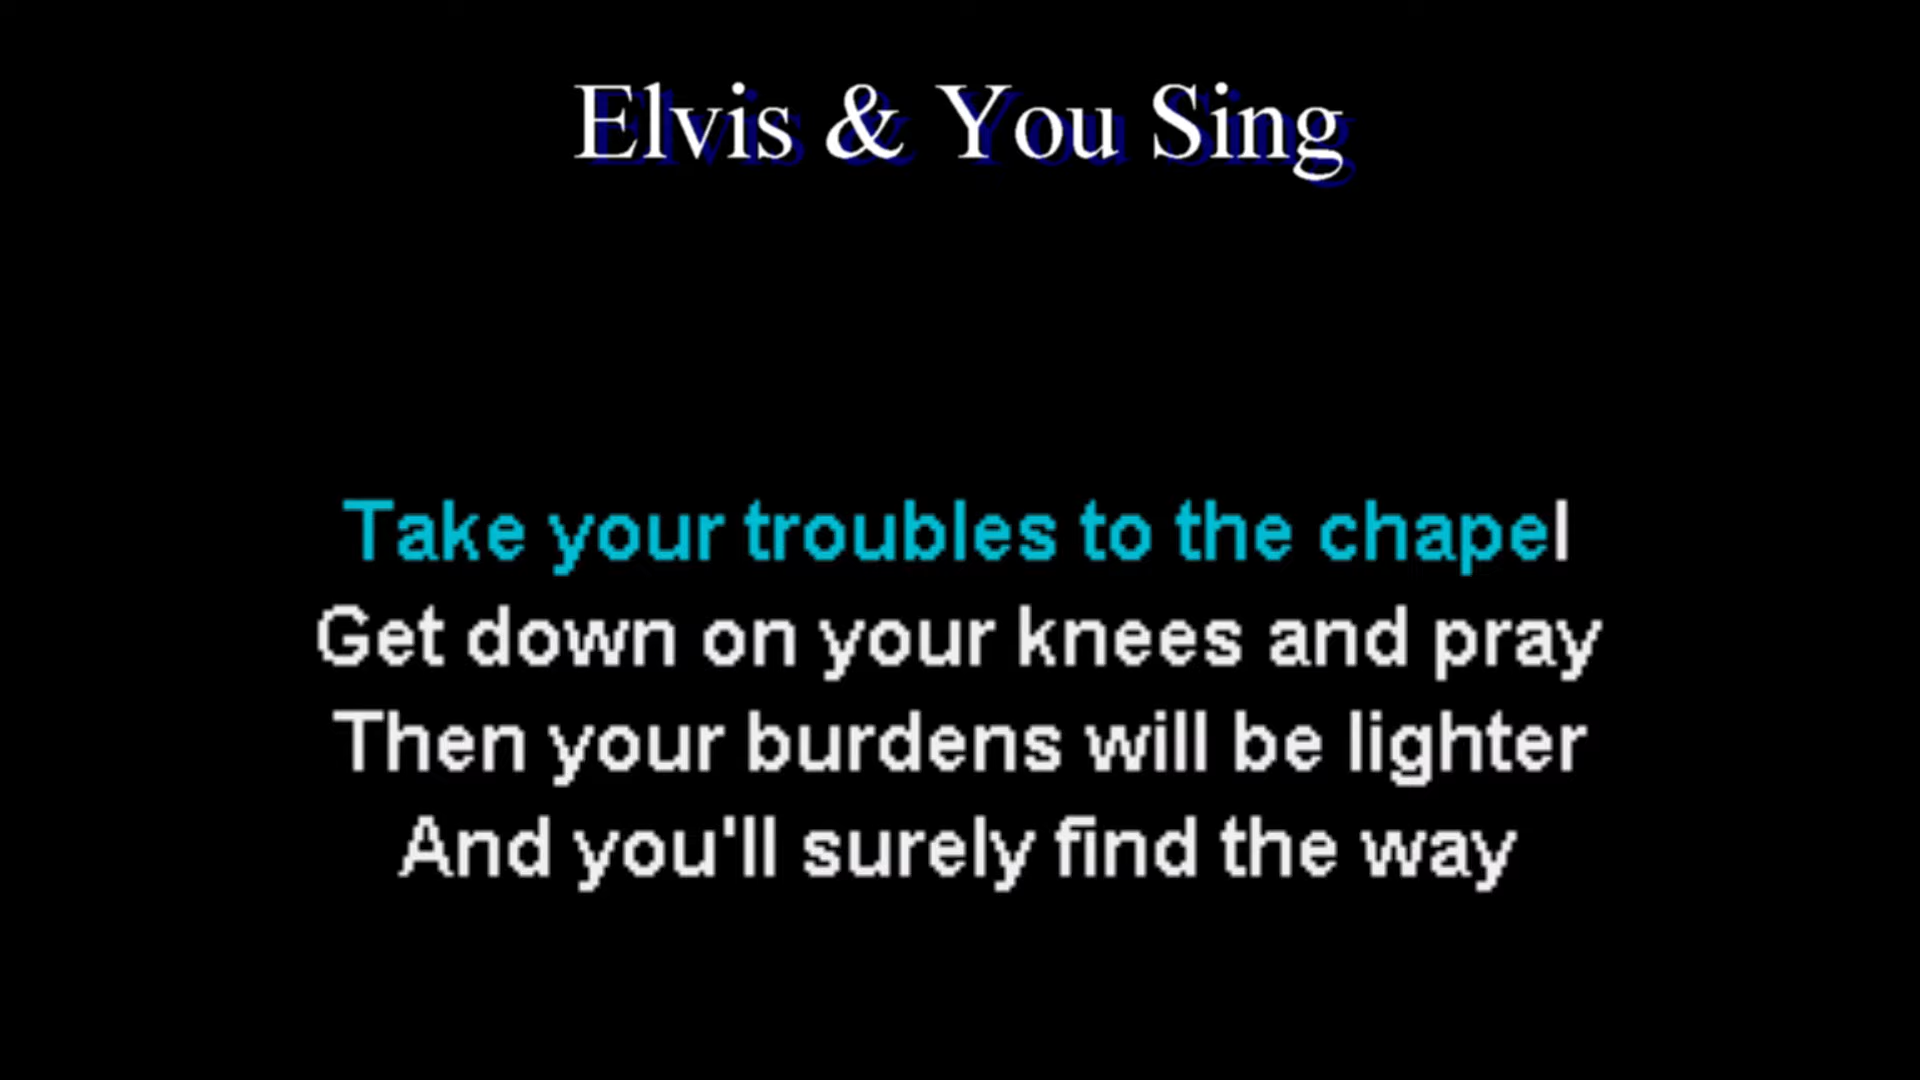 Elvis & You Sing
Take your troubles to the chapel
Get down on your knees and pray
Then your burdens will be lighter
And you'll surely find the way